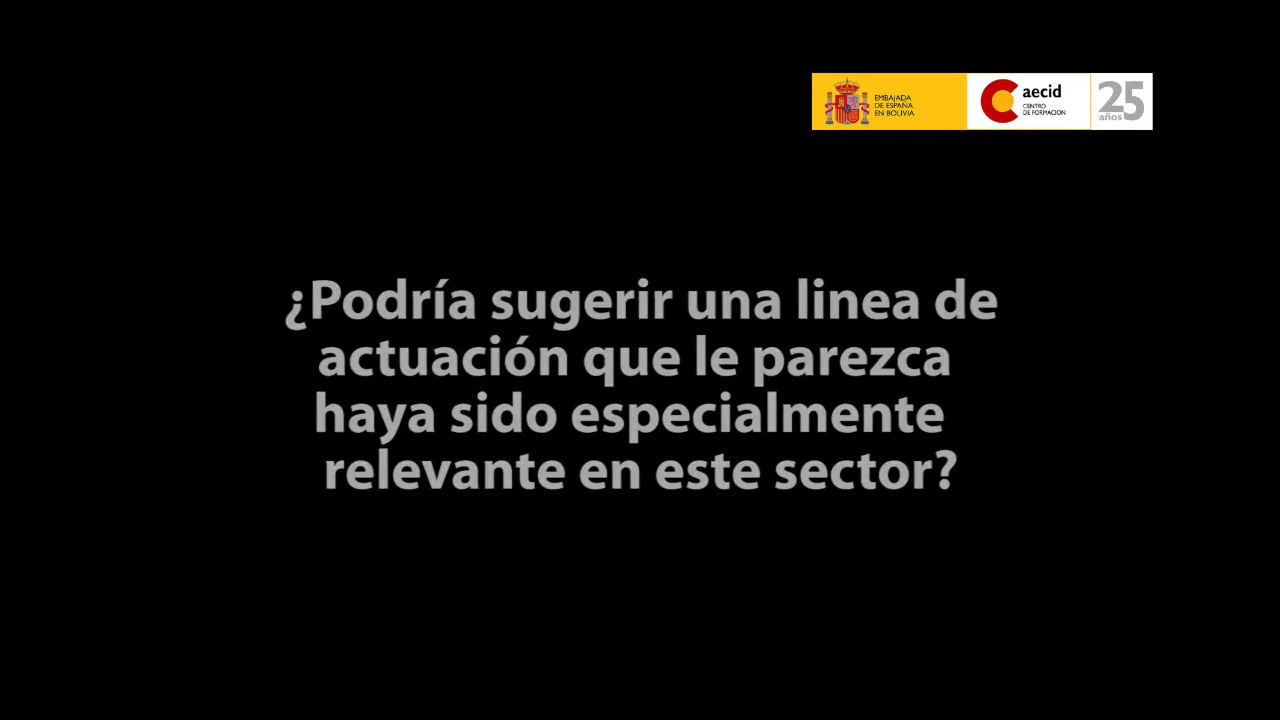 EMBAJADA
DE ESPAÑA
EN BOLIVIA
aecid
CENTRO
DE FORMACIÓN
25
años
¿Podría sugerir una linea de
actuación que le parezca
haya sido especialmente
relevante en este sector?